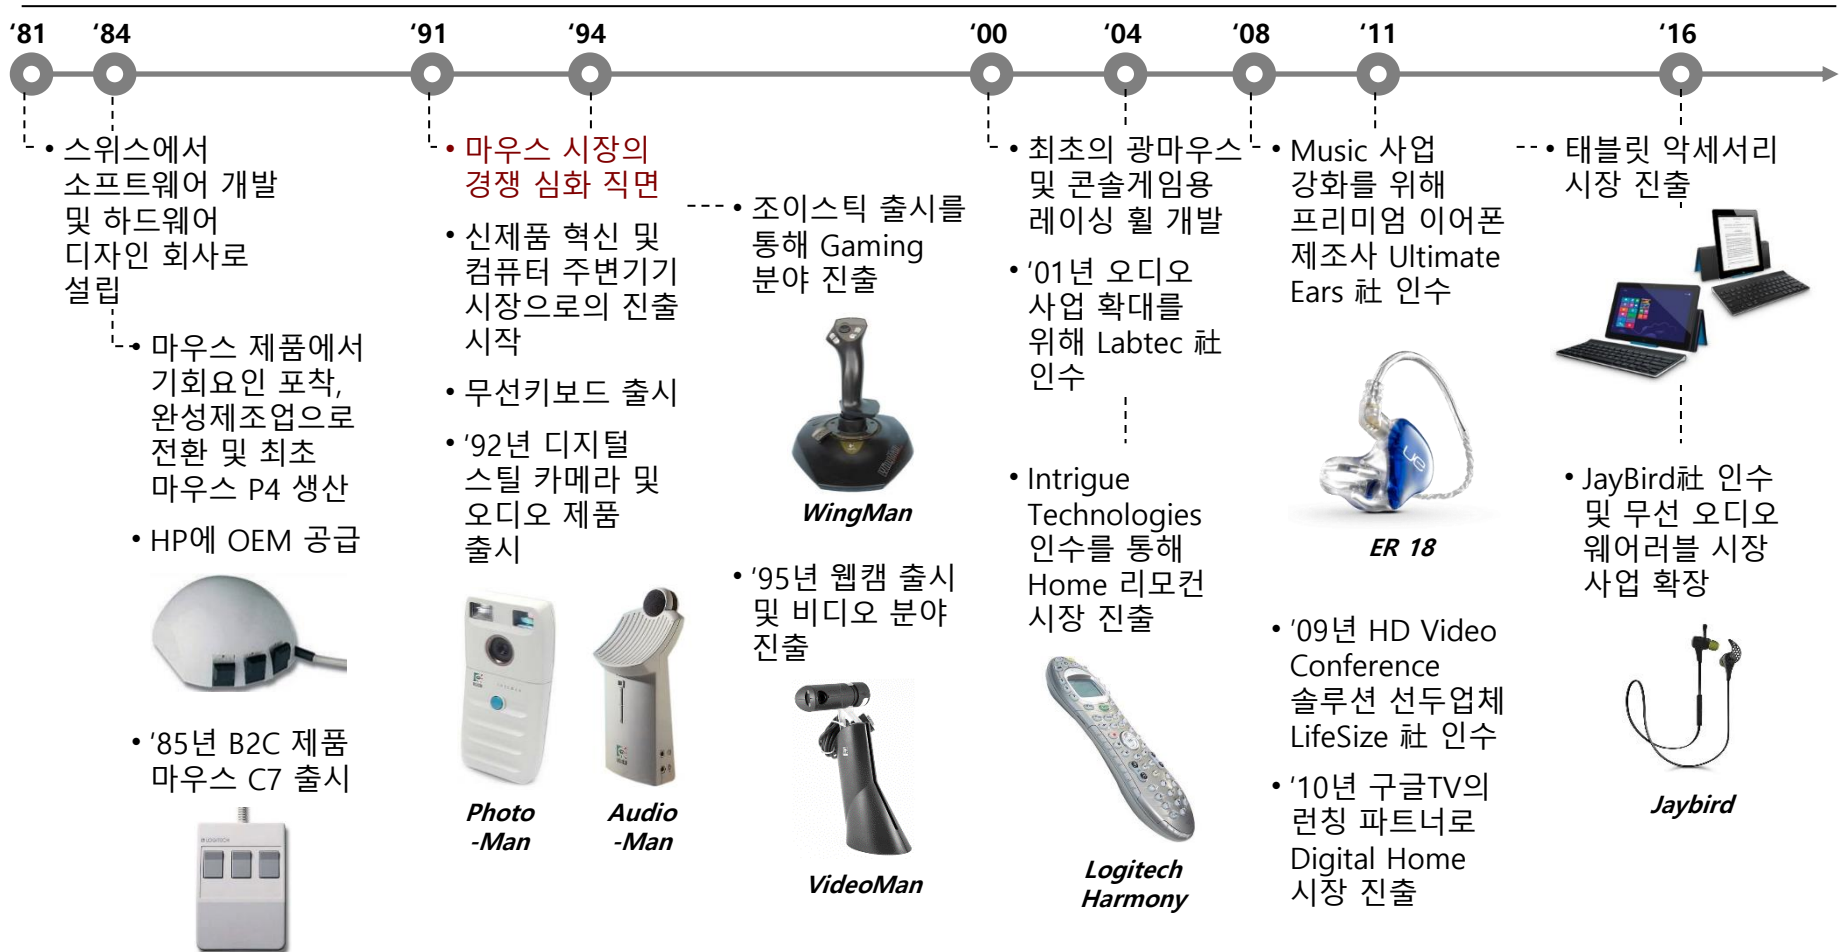 ‘81
‘84
‘91
‘94
‘00
‘04
‘08
‘11
‘16
• 스위스에서
소프트웨어 개발
및 하드웨어
디자인 회사로
설립
• 마우스 제품에서
기회요인 포착,
완성제조업으로
전환 및 최초
마우스 P4 생산
• HP에 OEM 공급
• ‘85년 B2C 제품
마우스 C7 출시
LOGITECH
• 마우스 시장의
경쟁 심화 직면
• 신제품 혁신 및
컴퓨터 주변기기
시장으로의 진출
시작
• 무선키보드 출시
• ‘92년 디지털
스틸 카메라 및
오디오 제품
출시
Photo
-Man
Audio
-Man
• 조이스틱 출시를
통해 Gaming
분야 진출
WingMan
• ‘95년 웹캠 출시
및 비디오 분야
진출
VideoMan
• 최초의 광마우스
및 콘솔게임용
레이싱 휠 개발
• ‘01년 오디오
사업 확대를
위해 Labtec 社
인수
• Intrigue
Technologies
인수를 통해
Home 리모컨
시장 진출
Logitech
Harmony
• Music 사업
강화를 위해
프리미엄 이어폰
제조사 Ultimate
Ears 社 인수
ue
ER 18
• ‘09년 HD Video
Conference
솔루션 선두업체
LifeSize 社 인수
• ‘10년 구글TV의
런칭 파트너로
Digital Home
시장 진출
• 태블릿 악세서리
시장 진출
• JayBird社 인수
및 무선 오디오
웨어러블 시장
사업 확장
Jaybird